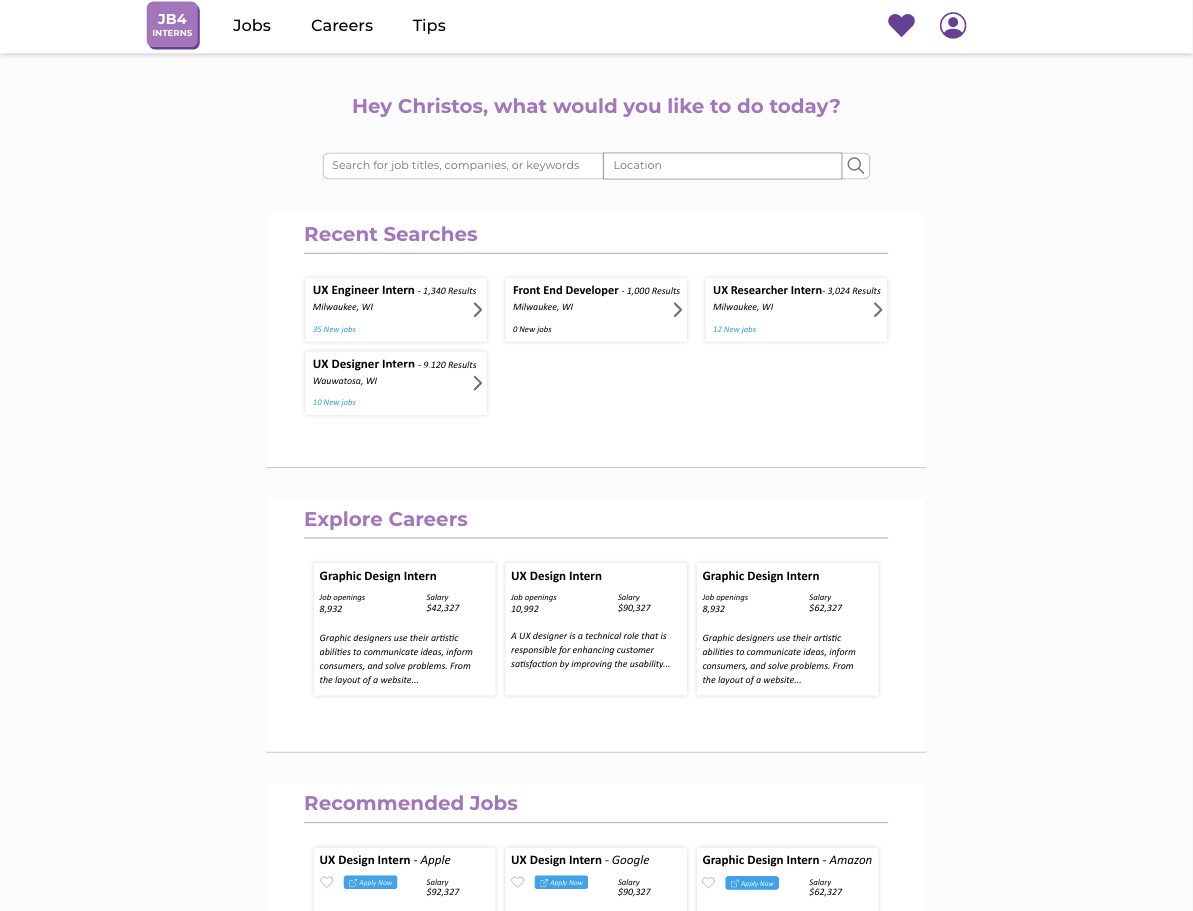 JB4
INTERNS
Jobs
Careers
Tips
Hey Christos, what would you like to do today?
Search for job titles, companies, or keywords
Location
Recent Searches
UX Engineer Intern - 1,340 Results
Milwaukee, WI
35 New jobs
Front End Developer - 1,000 Results
Milwaukee, WI
0 New jobs
UX Researcher Intern- 3,024 Results
Milwaukee, WI
12 New jobs
UX Designer Intern - 9.120 Results
Wauwatosa, WI
10 New jobs
Explore Careers
Graphic Design Intern
Job openings Salary
8,932 $42,327
Graphic designers use their artistic
abilities to communicate ideas, inform
consumers, and solve problems. From
the layout of a website...
UX Design Intern
Job openings Salary
10,992 $90,327
A UX designer is a technical role that is
responsible for enhancing customer
satisfaction by improving the usability...
Graphic Design Intern
Job openings Salary
8,932 $62,327
Graphic designers use their artistic
abilities to communicate ideas, inform
consumers, and solve problems. From
the layout of a website...
Recommended Jobs
UX Design Intern - Apple
Apply Now Salary
$92,327
UX Design Intern - Google
Apply Now Salary
$90,327
Graphic Design Intern - Amazon
Apply Now Salary
$62,327